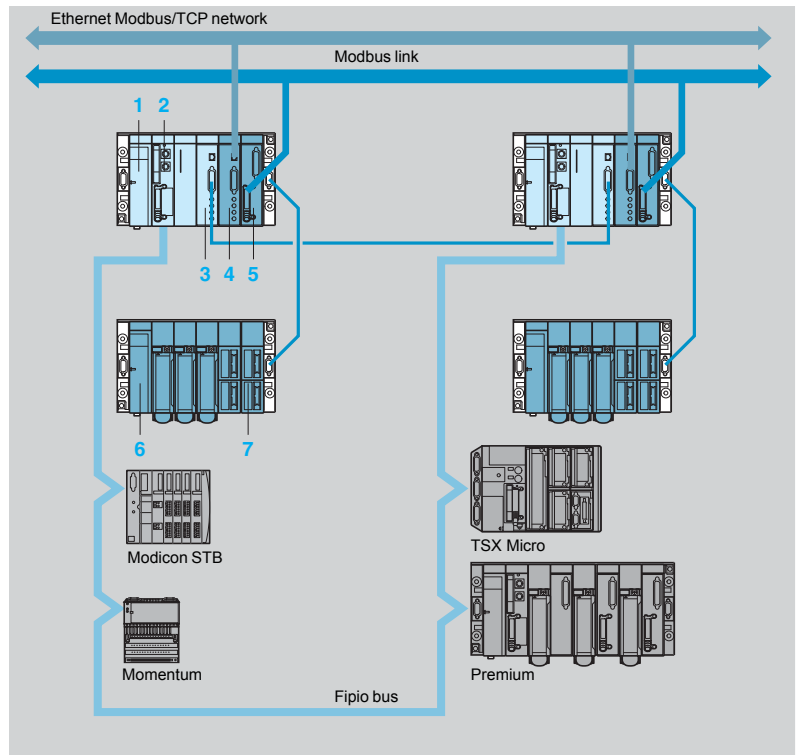 Ethernet Modbus/TCP network
Modbus link
1 2
3 4 5
6 7
Modicon STB
TSX Micro
Momentum
Premium
Fipio bus